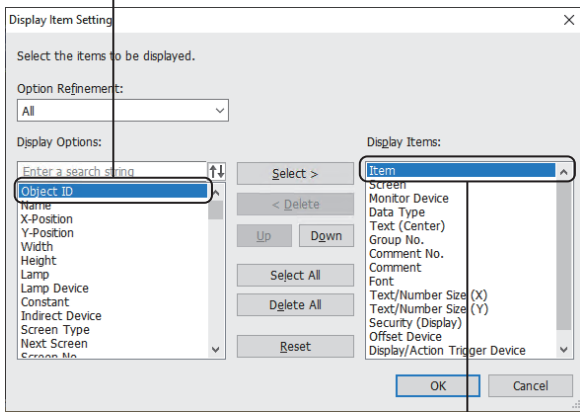 Display Item Setting
Select the items to be displayed.
Option Refinement:
All
Display Options:
Enter a search string
Object ID
Name
X-Position
Y-Position
Width
Height
Lamp
Lamp Device
Constant
Indirect Device
Screen Type
Next Screen
Screen No.
Select >
< Delete
Up
Down
Select All
Delete All
Reset
Display Items:
Item
Screen
Monitor Device
Data Type
Text (Center)
Group No.
Comment No.
Comment
Font
Text/Number Size (X)
Text/Number Size (Y)
Security (Display)
Offset Device
Display/Action Trigger Device
OK
Cancel